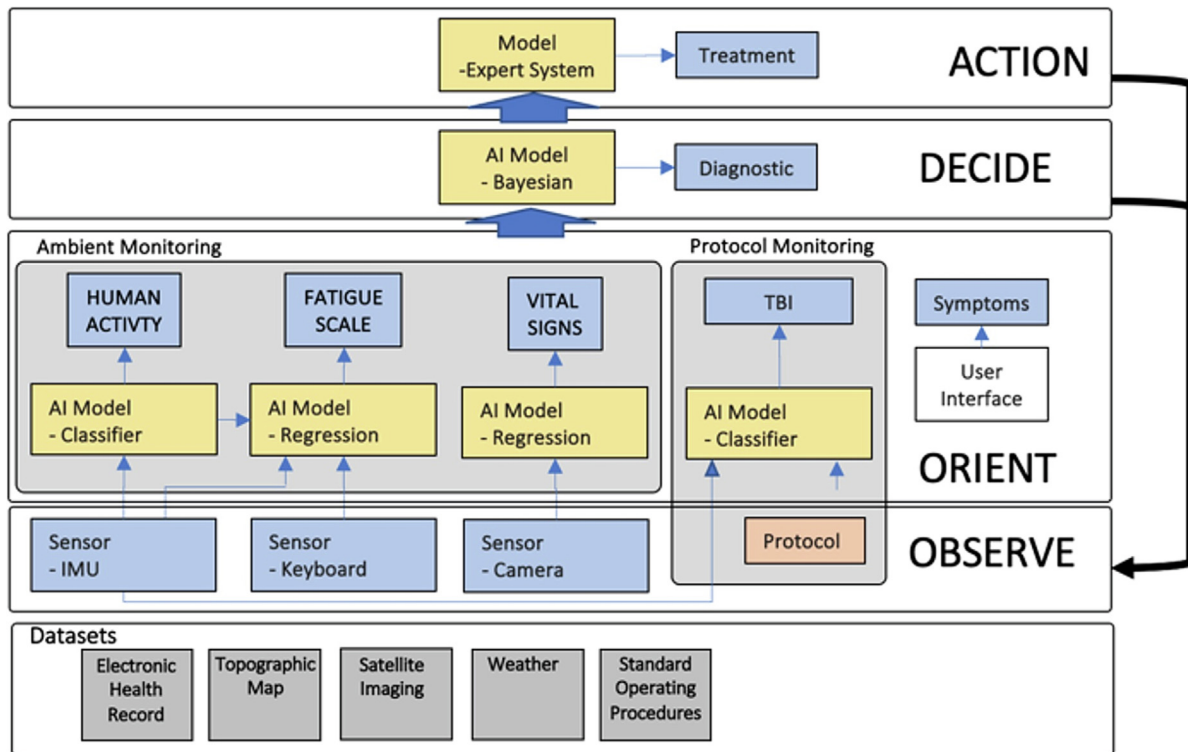 Model
-Expert System
Treatment
ACTION
AI Model
- Bayesian
Diagnostic
DECIDE
Ambient Monitoring
Protocol Monitoring
HUMAN
ACTIVTY
FATIGUE
SCALE
VITAL
SIGNS
TBI
Symptoms
User
Interface
AI Model
- Classifier
AI Model
- Regression
AI Model
- Regression
AI Model
- Classifier
ORIENT
Sensor
- IMU
Sensor
- Keyboard
Sensor
- Camera
Protocol
OBSERVE
Datasets
Electronic
Health
Record
Topographic
Map
Satellite
Imaging
Weather
Standard
Operating
Procedures